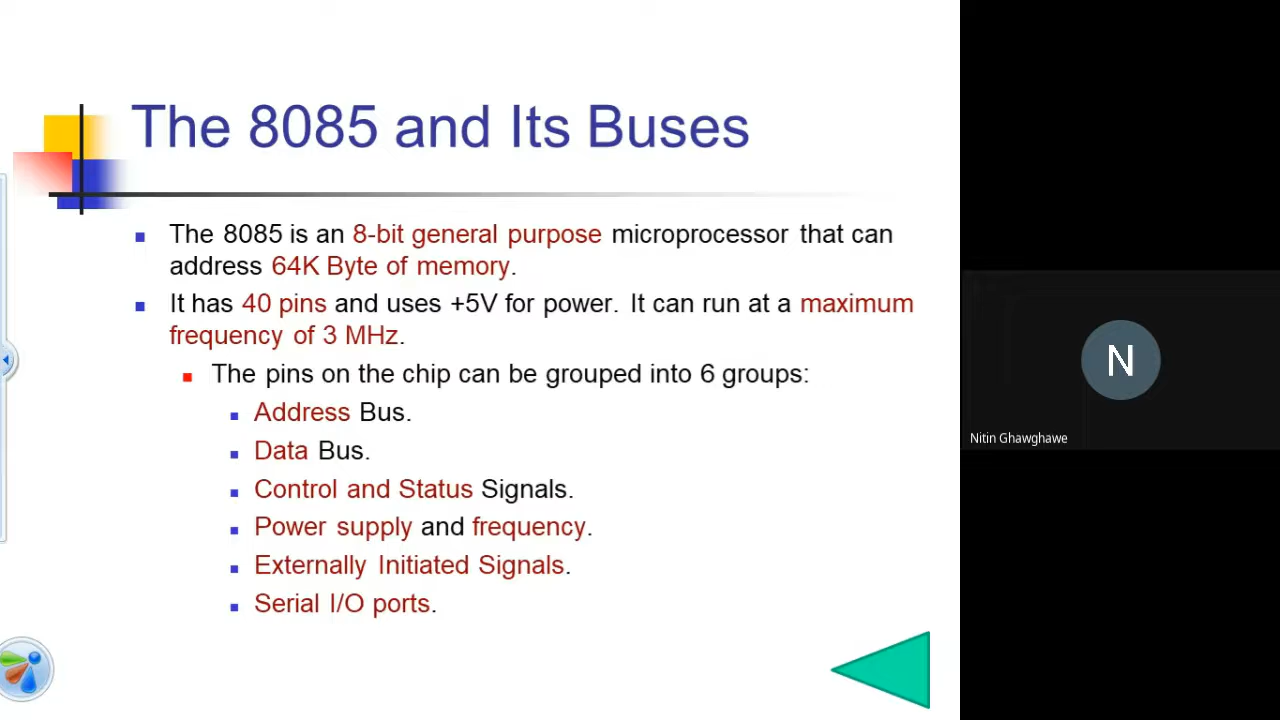 The 8085 and Its Buses
The 8085 is an 8-bit general purpose microprocessor that can
address 64K Byte of memory.
It has 40 pins and uses +5V for power. It can run at a maximum
frequency of 3 MHz.
The pins on the chip can be grouped into 6 groups:
Address Bus.
Data Bus.
Control and Status Signals.
Power supply and frequency.
Externally Initiated Signals.
Serial I/O ports.
N
Nitin Ghawghawe